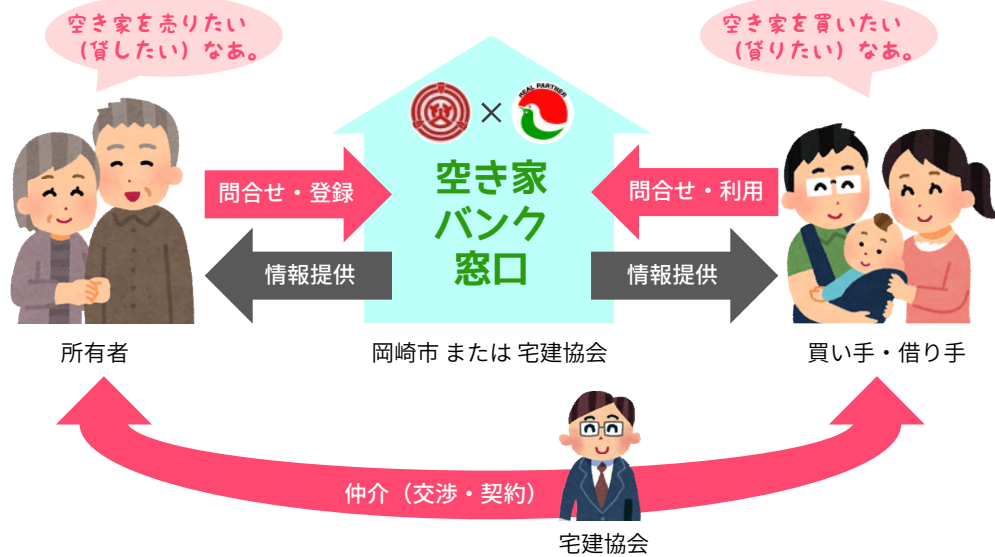 空き家を売りたい
（貸したい）なあ。
空き家を買いたい
（借りたい）なあ。
REAL PARTNER
×
空き家
バンク
窓口
問合せ・登録
問合せ・利用
情報提供
情報提供
所有者
岡崎市 または 宅建協会
買い手・借り手
仲介（交渉・契約）
宅建協会